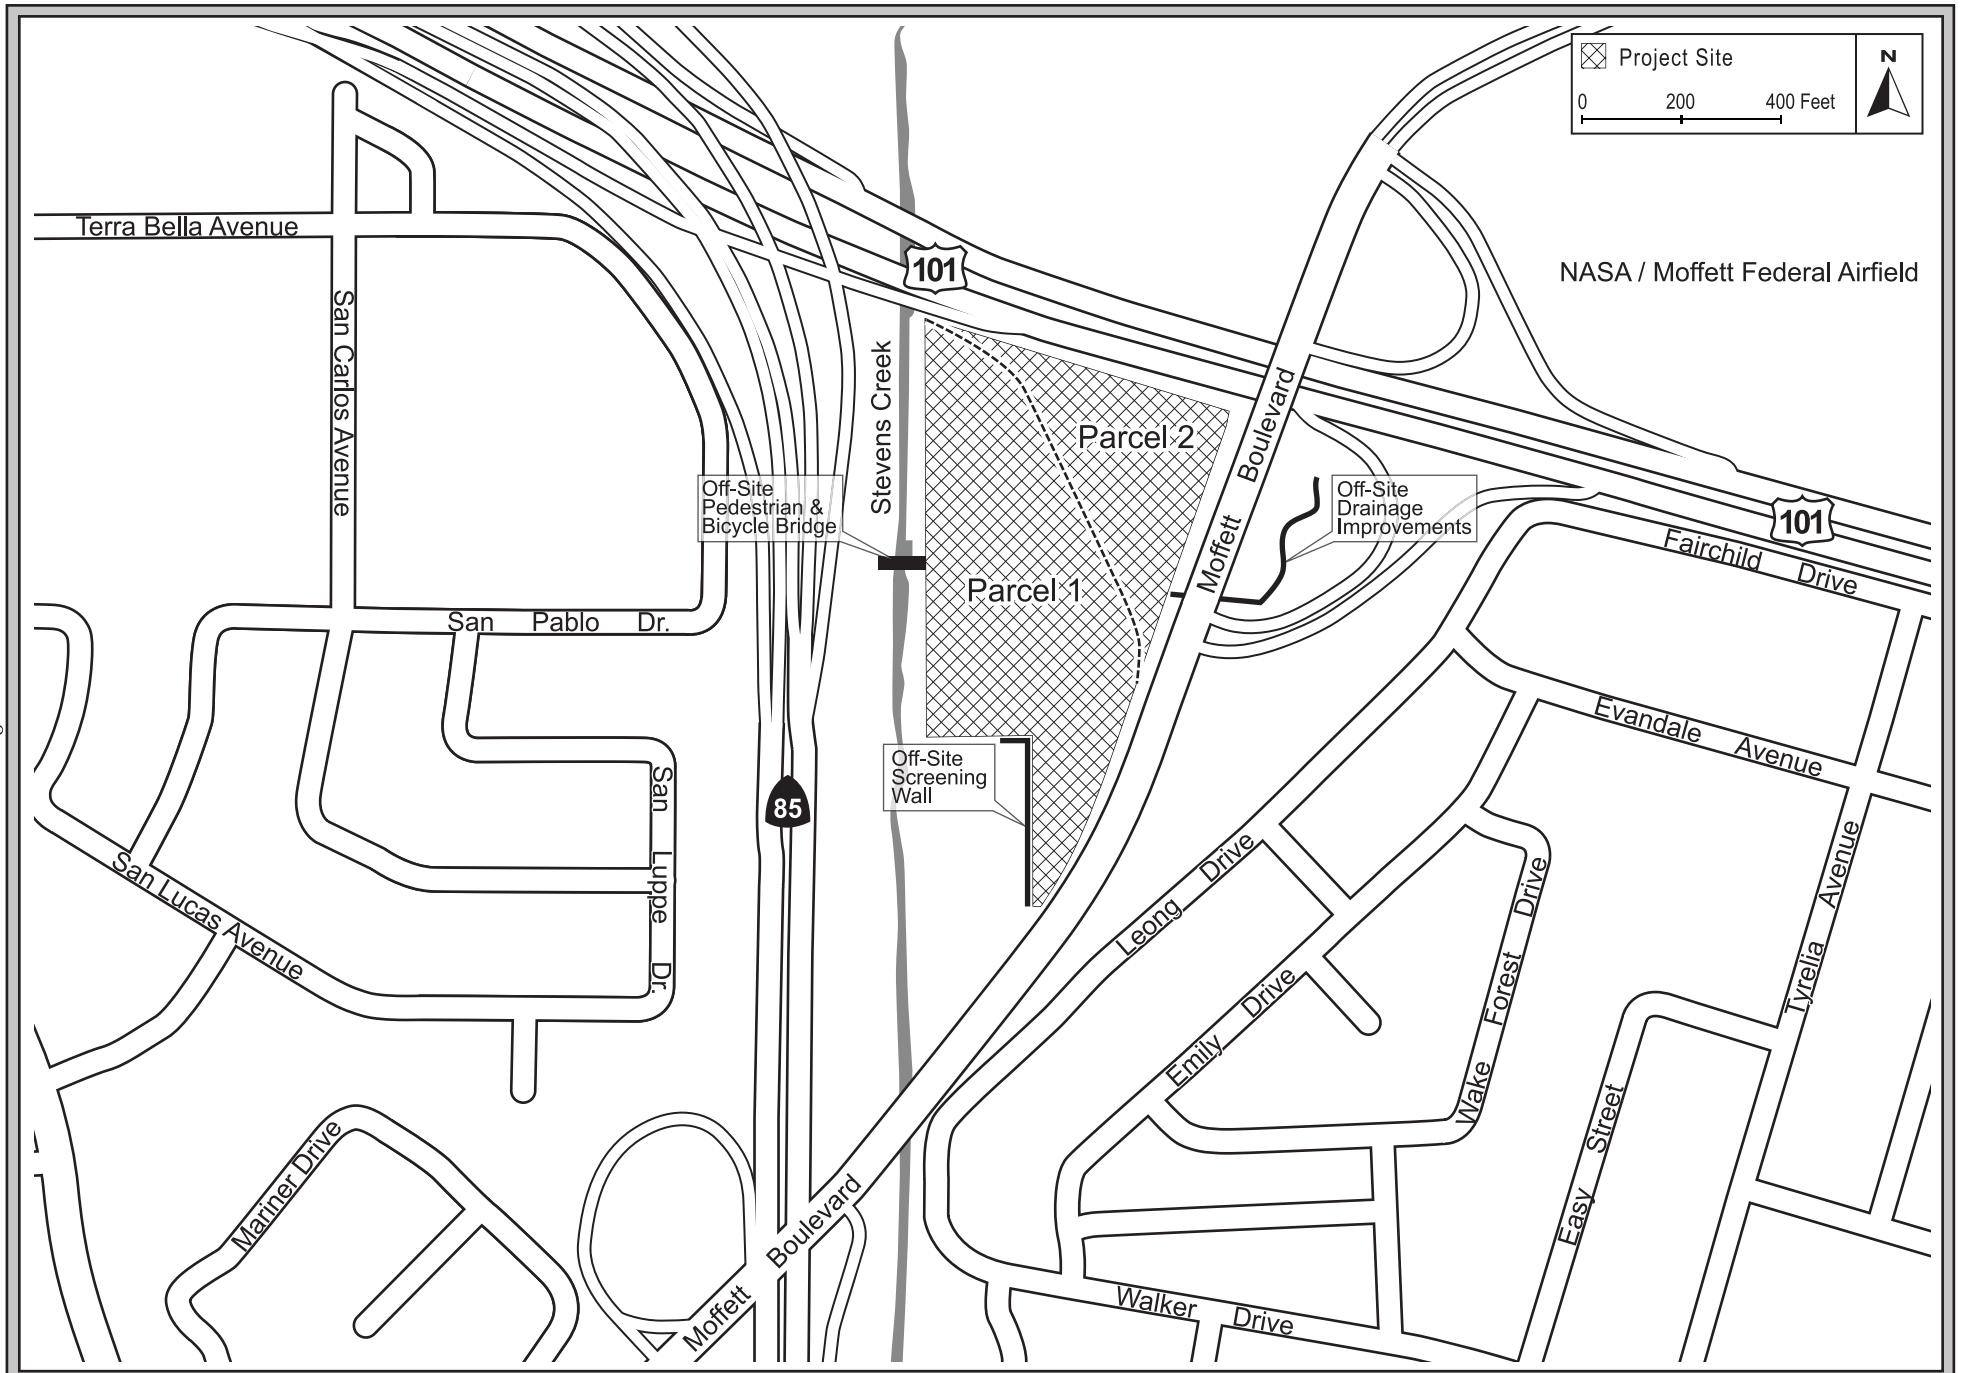 Project Site
N
0 200 400 Feet
Terra Bella Avenue
101
NASA / Moffett Federal Airfield
San Carlos Avenue
Stevens Creek
Moffett Boulevard
Parcel 2
Off-Site
Pedestrian &
Bicycle Bridge
Off-Site
Drainage
Improvements
101
Fairchild Drive
Parcel 1
San Pablo Dr.
Evandale Avenue
Off-Site
Screening
Wall
85
San Luppe Dr.
San Lucas Avenue
Leong Drive
Wake Forest Drive
Tyrelia Avenue
Emily Drive
Easy Street
Mariner Drive
Moffett Boulevard
Walker Drive